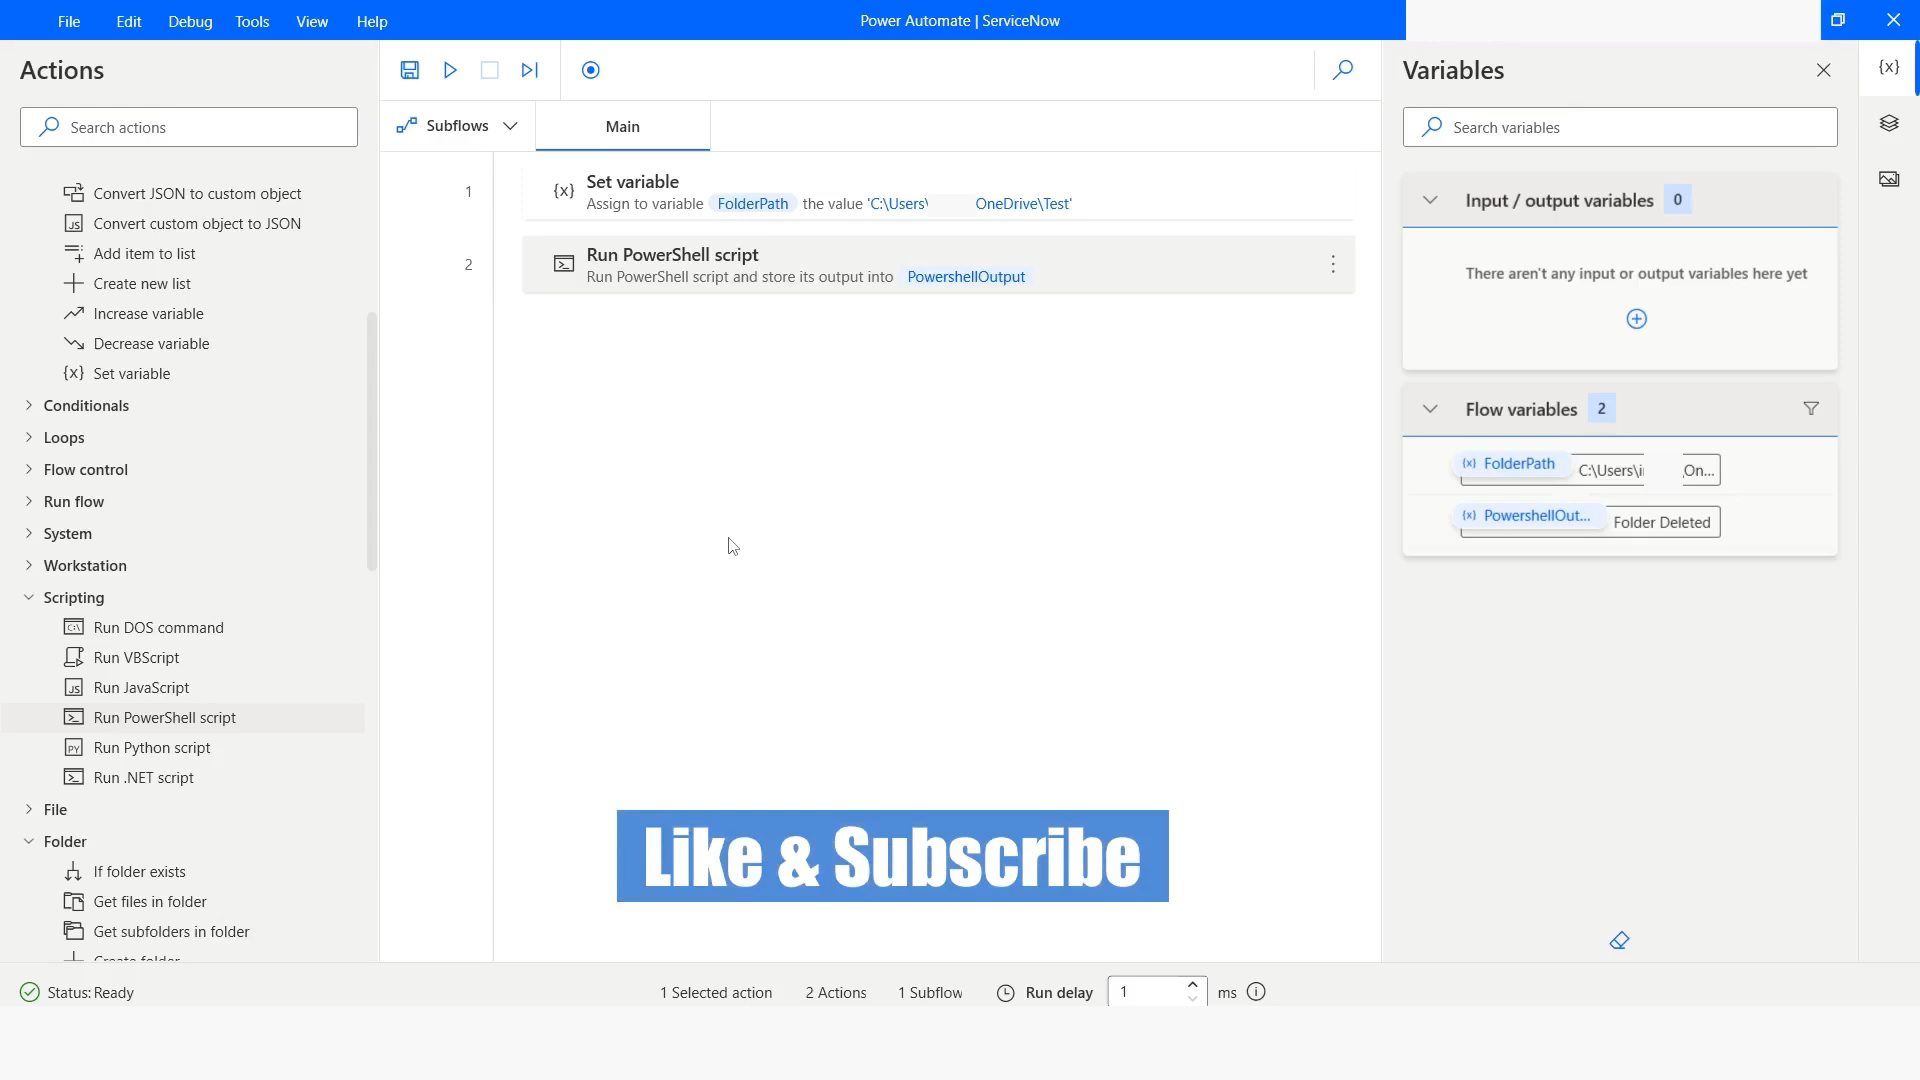 File Edit Debug Tools View Help
Power Automate | ServiceNow
Actions
Search actions
Convert JSON to custom object
Convert custom object to JSON
Add item to list
Create new list
Increase variable
Decrease variable
{x} Set variable
Conditionals
Loops
Flow control
Run flow
System
Workstation
Scripting
Run DOS command
Run VBScript
Run JavaScript
Run PowerShell script
Run Python script
Run .NET script
File
Folder
If folder exists
Get files in folder
Get subfolders in folder
Create folder
Subflows
Main
1
{x} Set variable
Assign to variable FolderPath the value 'C:\Users\ OneDrive\Test'
2
Run PowerShell script
Run PowerShell script and store its output into PowershellOutput
Like & Subscribe
Variables
{x}
Search variables
Input / output variables 0
There aren't any input or output variables here yet
Flow variables 2
{x} FolderPath C:\Users\i On...
{x} PowershellOut... Folder Deleted
Status: Ready
1 Selected action
2 Actions
1 Subflow
Run delay 1 ms